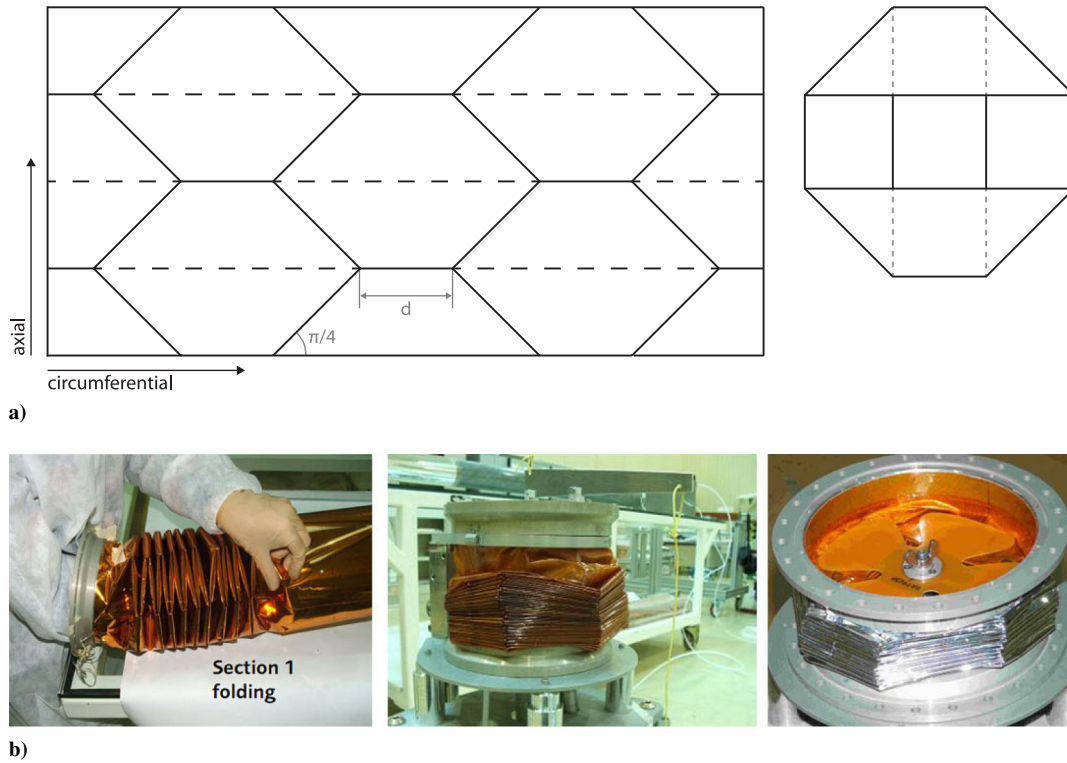 axial
circumferential
d
π/4
a)
Section 1
folding
b)